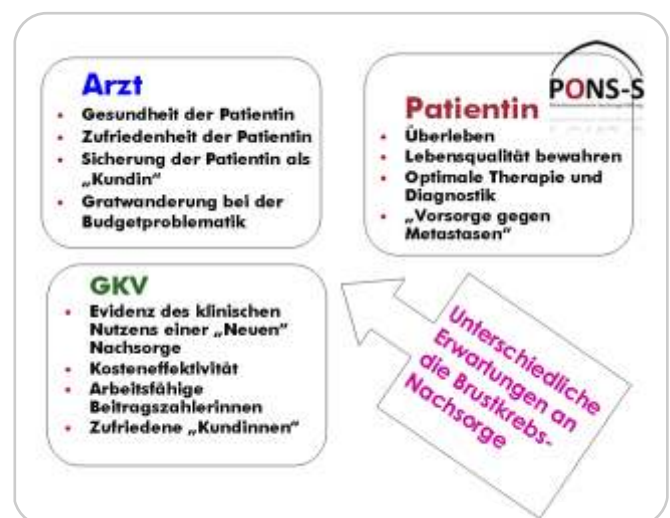 Arzt
• Gesundheit der Patientin
• Zufriedenheit der Patientin
• Sicherung der Patientin als
„Kundin“
• Gratwanderung bei der
Budgetproblematik
PONS-S
Patientin
• Überleben
• Lebensqualität bewahren
• Optimale Therapie und
Diagnostik
• „Vorsorge gegen
Metastasen“
GKV
• Evidenz des klinischen
Nutzens einer „Neuen“
Nachsorge
• Kosteneffektivität
• Arbeitsfähige
Beitragszahlerinnen
• Zufriedene „Kundinnen“
Unterschiedliche
Erwartungen an
die Brustkrebs-
Nachsorge